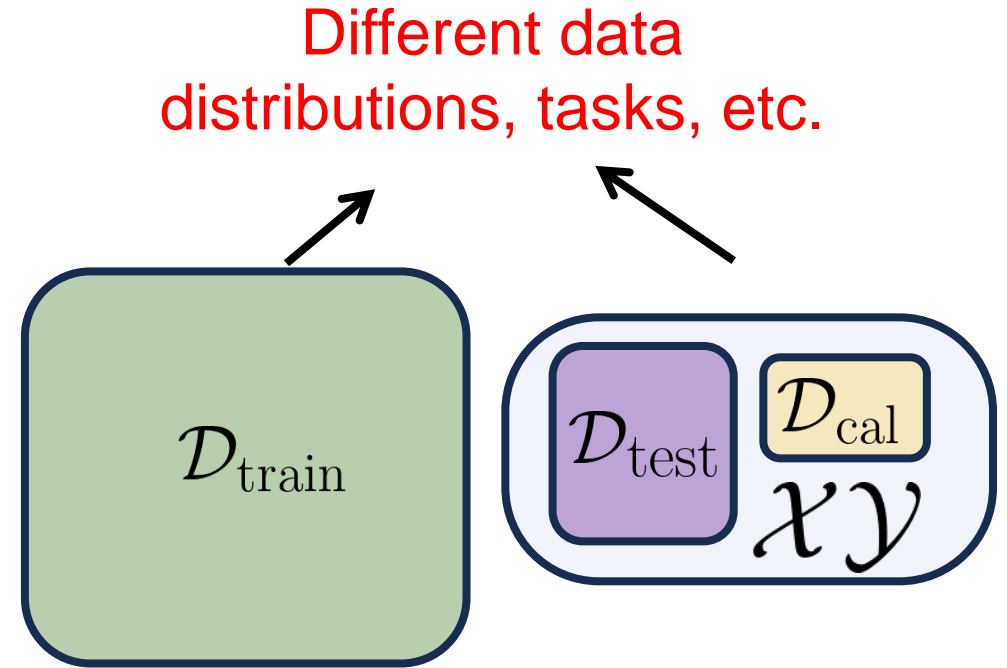 Different data
distributions, tasks, etc.
𝒟train
𝒟test
𝒟cal
𝒳𝒴